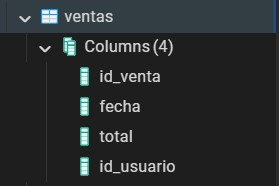 ventas
Columns (4)
id_venta
fecha
total
id_usuario